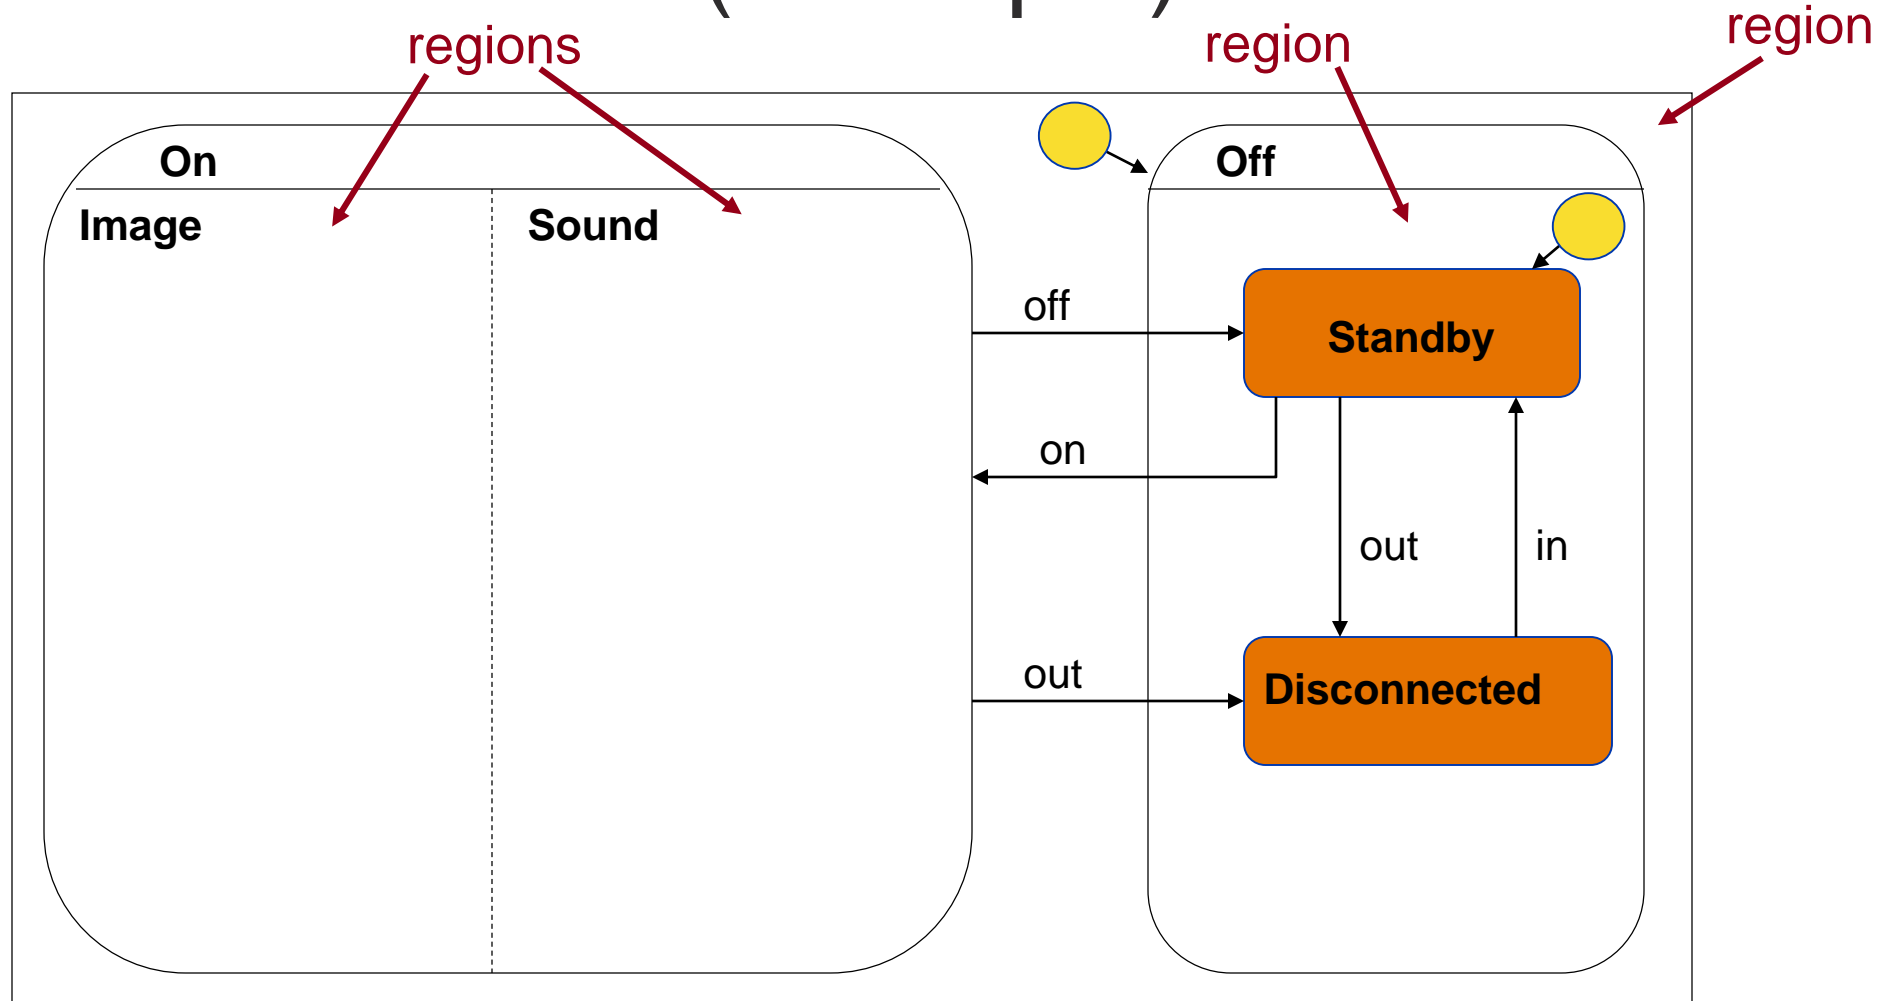 regions
region
region
On
Off
Image
Sound
off
Standby
on
out
in
out
Disconnected